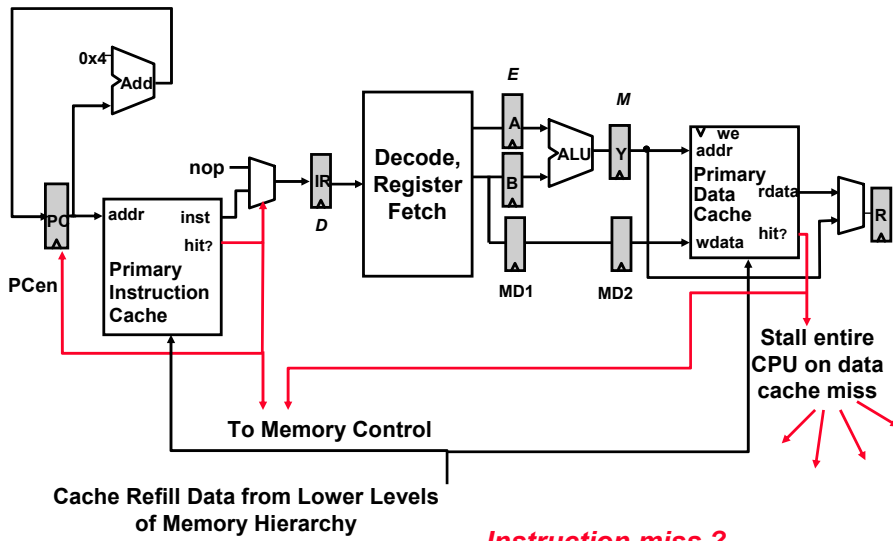 0x4
Add
E
M
nop
IR
D
PC
addr
inst
hit?
Primary
Instruction
Cache
PCen
Decode,
Register
Fetch
A
B
ALU
Y
MD1
MD2
we
addr
Primary
Data
Cache
rdata
hit?
wdata
R
Stall entire
CPU on data
cache miss
To Memory Control
Cache Refill Data from Lower Levels
of Memory Hierarchy
Instruction miss ?